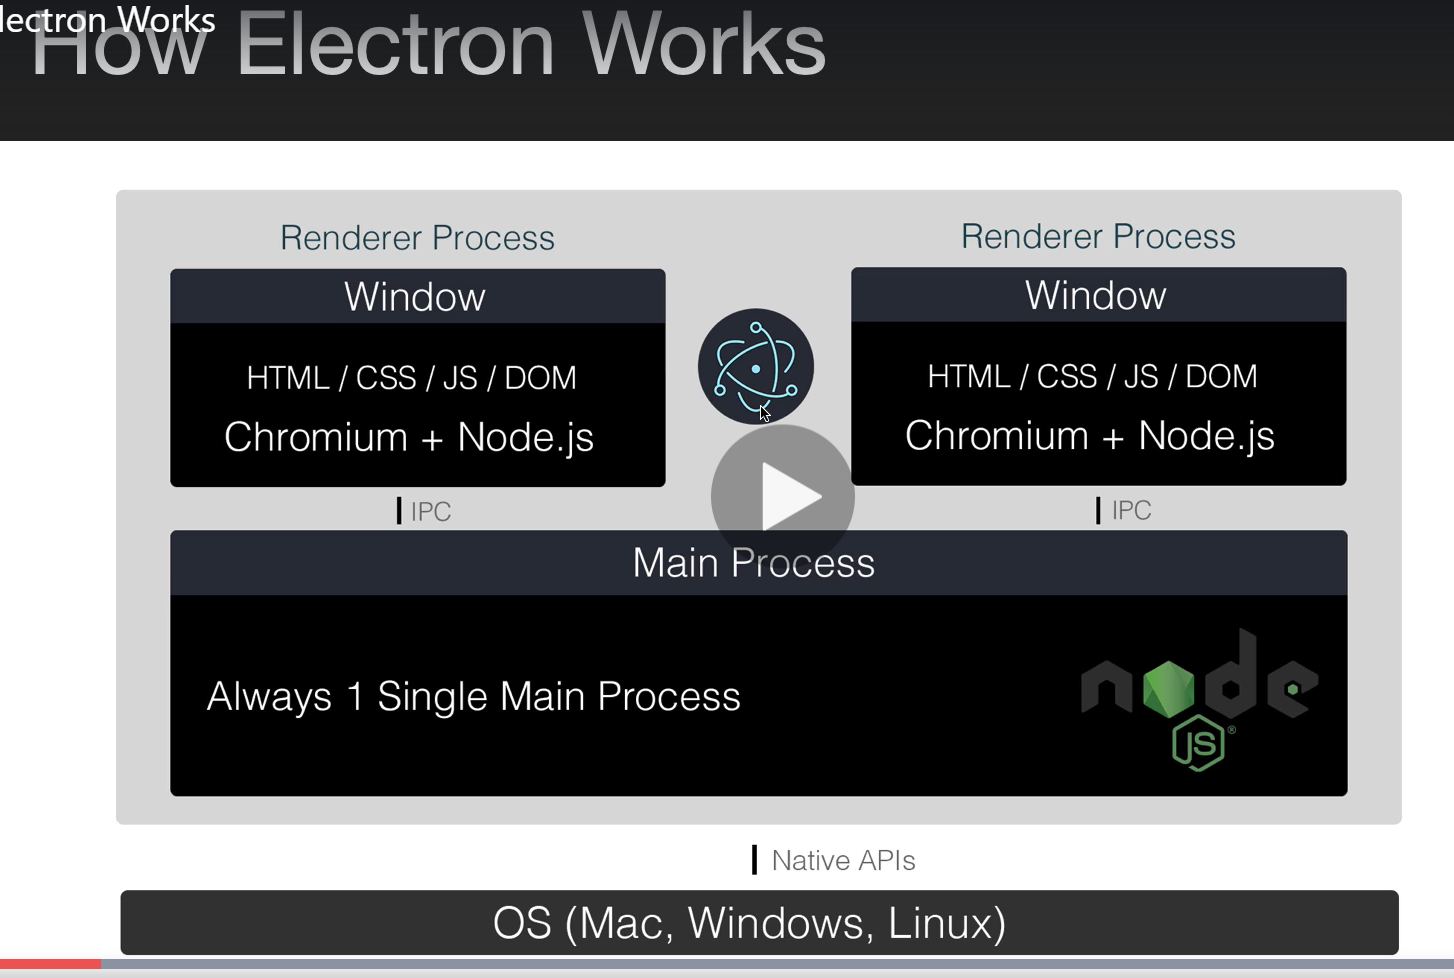 lectron Works
How Electron Works
Renderer Process
Renderer Process
Window
Window
HTML / CSS / JS / DOM
Chromium + Node.js
HTML / CSS / JS / DOM
Chromium + Node.js
IPC
IPC
Main Process
Always 1 Single Main Process
node
JS®
Native APIs
OS (Mac, Windows, Linux)